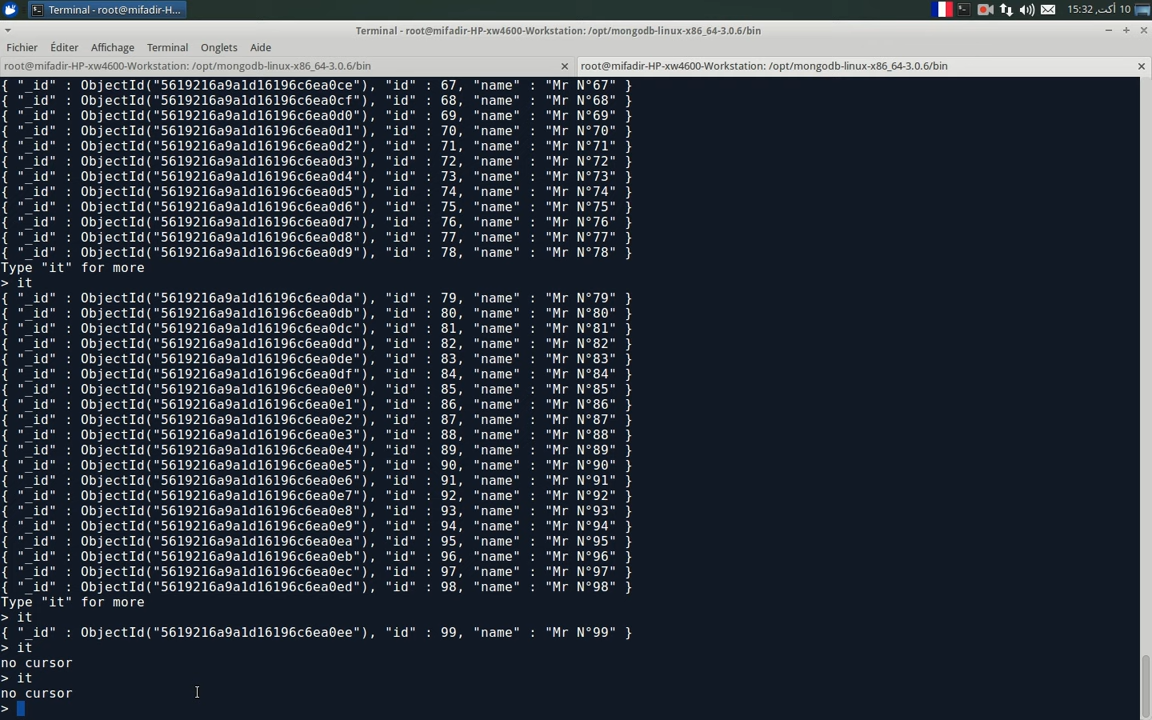 Terminal - root@mifadir-H...
15:32 ,أكت 10
Terminal - root@mifadir-HP-xw4600-Workstation: /opt/mongodb-linux-x86_64-3.0.6/bin
Fichier Éditer Affichage Terminal Onglets Aide
root@mifadir-HP-xw4600-Workstation: /opt/mongodb-linux-x86_64-3.0.6/bin
root@mifadir-HP-xw4600-Workstation: /opt/mongodb-linux-x86_64-3.0.6/bin
{ "_id" : ObjectId("5619216a9a1d16196c6ea0ce"), "id" : 67, "name" : "Mr N°67" }
{ "_id" : ObjectId("5619216a9a1d16196c6ea0cf"), "id" : 68, "name" : "Mr N°68" }
{ "_id" : ObjectId("5619216a9a1d16196c6ea0d0"), "id" : 69, "name" : "Mr N°69" }
{ "_id" : ObjectId("5619216a9a1d16196c6ea0d1"), "id" : 70, "name" : "Mr N°70" }
{ "_id" : ObjectId("5619216a9a1d16196c6ea0d2"), "id" : 71, "name" : "Mr N°71" }
{ "_id" : ObjectId("5619216a9a1d16196c6ea0d3"), "id" : 72, "name" : "Mr N°72" }
{ "_id" : ObjectId("5619216a9a1d16196c6ea0d4"), "id" : 73, "name" : "Mr N°73" }
{ "_id" : ObjectId("5619216a9a1d16196c6ea0d5"), "id" : 74, "name" : "Mr N°74" }
{ "_id" : ObjectId("5619216a9a1d16196c6ea0d6"), "id" : 75, "name" : "Mr N°75" }
{ "_id" : ObjectId("5619216a9a1d16196c6ea0d7"), "id" : 76, "name" : "Mr N°76" }
{ "_id" : ObjectId("5619216a9a1d16196c6ea0d8"), "id" : 77, "name" : "Mr N°77" }
{ "_id" : ObjectId("5619216a9a1d16196c6ea0d9"), "id" : 78, "name" : "Mr N°78" }
Type "it" for more
> it
{ "_id" : ObjectId("5619216a9a1d16196c6ea0da"), "id" : 79, "name" : "Mr N°79" }
{ "_id" : ObjectId("5619216a9a1d16196c6ea0db"), "id" : 80, "name" : "Mr N°80" }
{ "_id" : ObjectId("5619216a9a1d16196c6ea0dc"), "id" : 81, "name" : "Mr N°81" }
{ "_id" : ObjectId("5619216a9a1d16196c6ea0dd"), "id" : 82, "name" : "Mr N°82" }
{ "_id" : ObjectId("5619216a9a1d16196c6ea0de"), "id" : 83, "name" : "Mr N°83" }
{ "_id" : ObjectId("5619216a9a1d16196c6ea0df"), "id" : 84, "name" : "Mr N°84" }
{ "_id" : ObjectId("5619216a9a1d16196c6ea0e0"), "id" : 85, "name" : "Mr N°85" }
{ "_id" : ObjectId("5619216a9a1d16196c6ea0e1"), "id" : 86, "name" : "Mr N°86" }
{ "_id" : ObjectId("5619216a9a1d16196c6ea0e2"), "id" : 87, "name" : "Mr N°87" }
{ "_id" : ObjectId("5619216a9a1d16196c6ea0e3"), "id" : 88, "name" : "Mr N°88" }
{ "_id" : ObjectId("5619216a9a1d16196c6ea0e4"), "id" : 89, "name" : "Mr N°89" }
{ "_id" : ObjectId("5619216a9a1d16196c6ea0e5"), "id" : 90, "name" : "Mr N°90" }
{ "_id" : ObjectId("5619216a9a1d16196c6ea0e6"), "id" : 91, "name" : "Mr N°91" }
{ "_id" : ObjectId("5619216a9a1d16196c6ea0e7"), "id" : 92, "name" : "Mr N°92" }
{ "_id" : ObjectId("5619216a9a1d16196c6ea0e8"), "id" : 93, "name" : "Mr N°93" }
{ "_id" : ObjectId("5619216a9a1d16196c6ea0e9"), "id" : 94, "name" : "Mr N°94" }
{ "_id" : ObjectId("5619216a9a1d16196c6ea0ea"), "id" : 95, "name" : "Mr N°95" }
{ "_id" : ObjectId("5619216a9a1d16196c6ea0eb"), "id" : 96, "name" : "Mr N°96" }
{ "_id" : ObjectId("5619216a9a1d16196c6ea0ec"), "id" : 97, "name" : "Mr N°97" }
{ "_id" : ObjectId("5619216a9a1d16196c6ea0ed"), "id" : 98, "name" : "Mr N°98" }
Type "it" for more
> it
{ "_id" : ObjectId("5619216a9a1d16196c6ea0ee"), "id" : 99, "name" : "Mr N°99" }
> it
no cursor
> it
no cursor
>